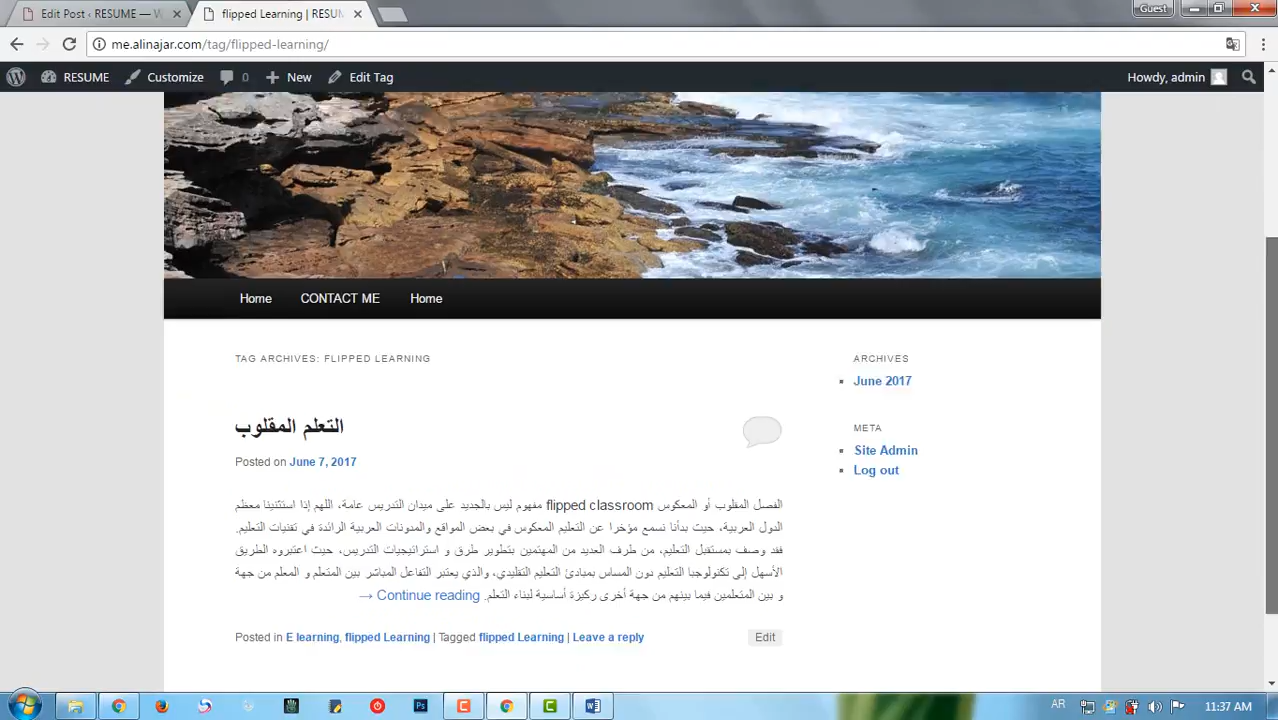 Edit Post ‹ RESUME — W
flipped Learning | RESUM
Guest
me.alinajar.com/tag/flipped-learning/
RESUME
Customize
0
New
Edit Tag
Howdy, admin
Home
CONTACT ME
Home
TAG ARCHIVES: FLIPPED LEARNING
التعلم المقلوب
Posted on June 7, 2017
الفصل المقلوب أو المعكوس flipped classroom مفهوم ليس بالجديد على ميدان التدريس عامة، اللهم إذا استثنينا معظم
الدول العربية، حيث بدأنا نسمع مؤخرا عن التعليم المعكوس في بعض المواقع والمدونات العربية الرائدة في تقنيات التعليم.
فقد وصف بمستقبل التعليم، من طرف العديد من المهتمين بتطوير طرق و استراتيجيات التدريس، حيث اعتبروه الطريق
الأسهل إلى تكنولوجيا التعليم دون المساس بمبادئ التعليم التقليدي، والذي يعتبر التفاعل المباشر بين المتعلم و المعلم من جهة
و بين المتعلمين فيما بينهم من جهة أخرى ركيزة أساسية لبناء التعلم. Continue reading →
Posted in E learning, flipped Learning | Tagged flipped Learning | Leave a reply
Edit
ARCHIVES
June 2017
META
Site Admin
Log out
Ps
AR
11:37 AM